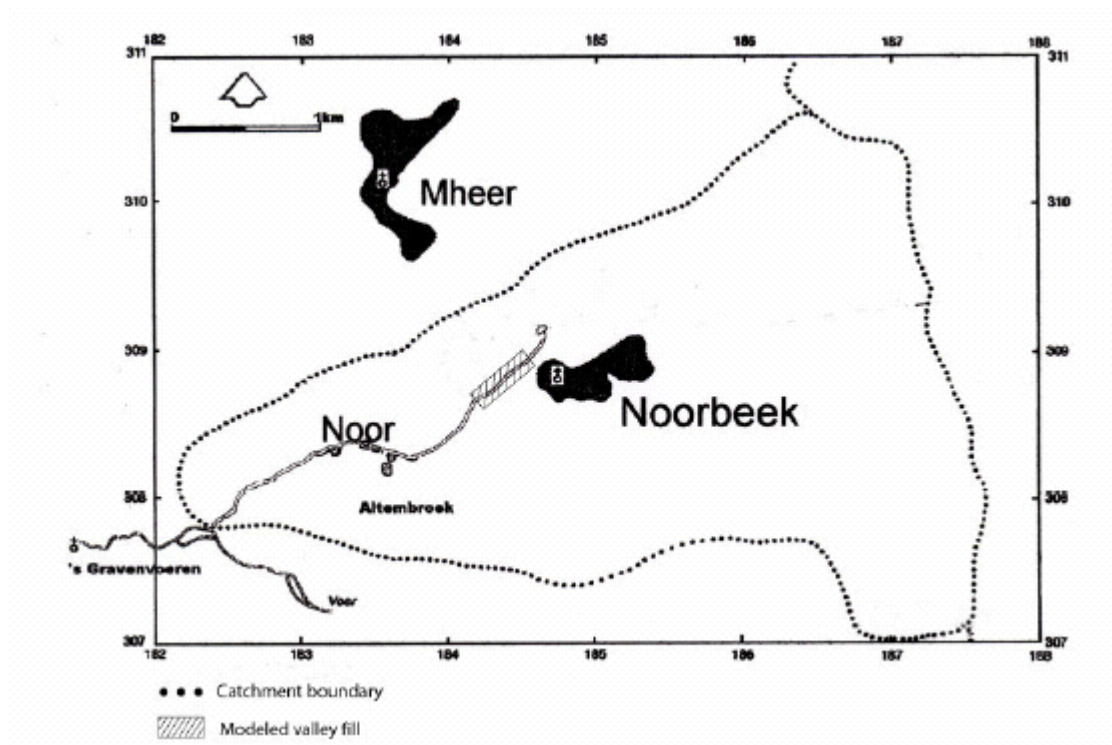 182 183 184 185 186 187 188
311 311
0 1km
310 Mheer 310
309 309
Noorbeek
Noor
308 308
Altembroek
's Gravenvoeren
Voer
307 307
182 183 184 185 186 187 188
Catchment boundary
Modeled valley fill